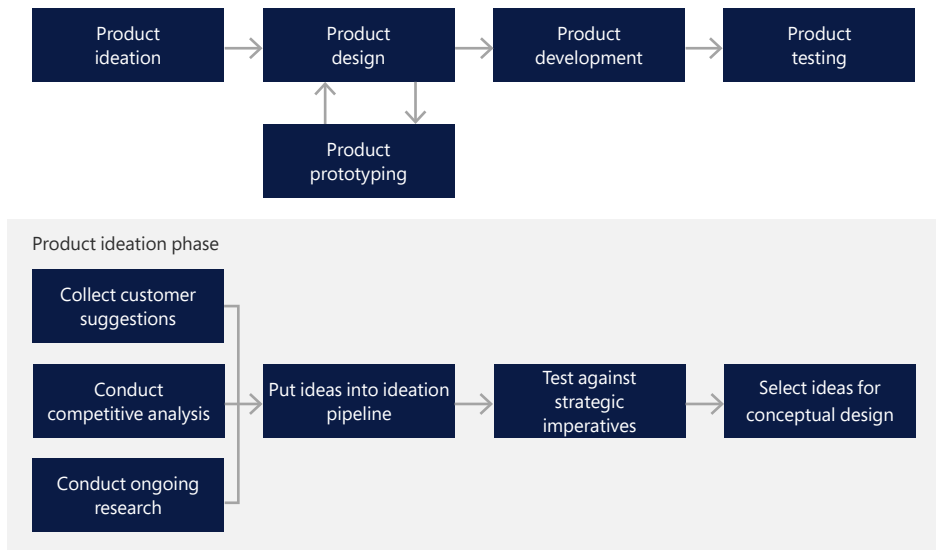 Product
ideation
Product
design
Product
development
Product
testing
Product
prototyping
Product ideation phase
Collect customer
suggestions
Conduct
competitive analysis
Conduct ongoing
research
Put ideas into ideation
pipeline
Test against
strategic
imperatives
Select ideas for
conceptual design